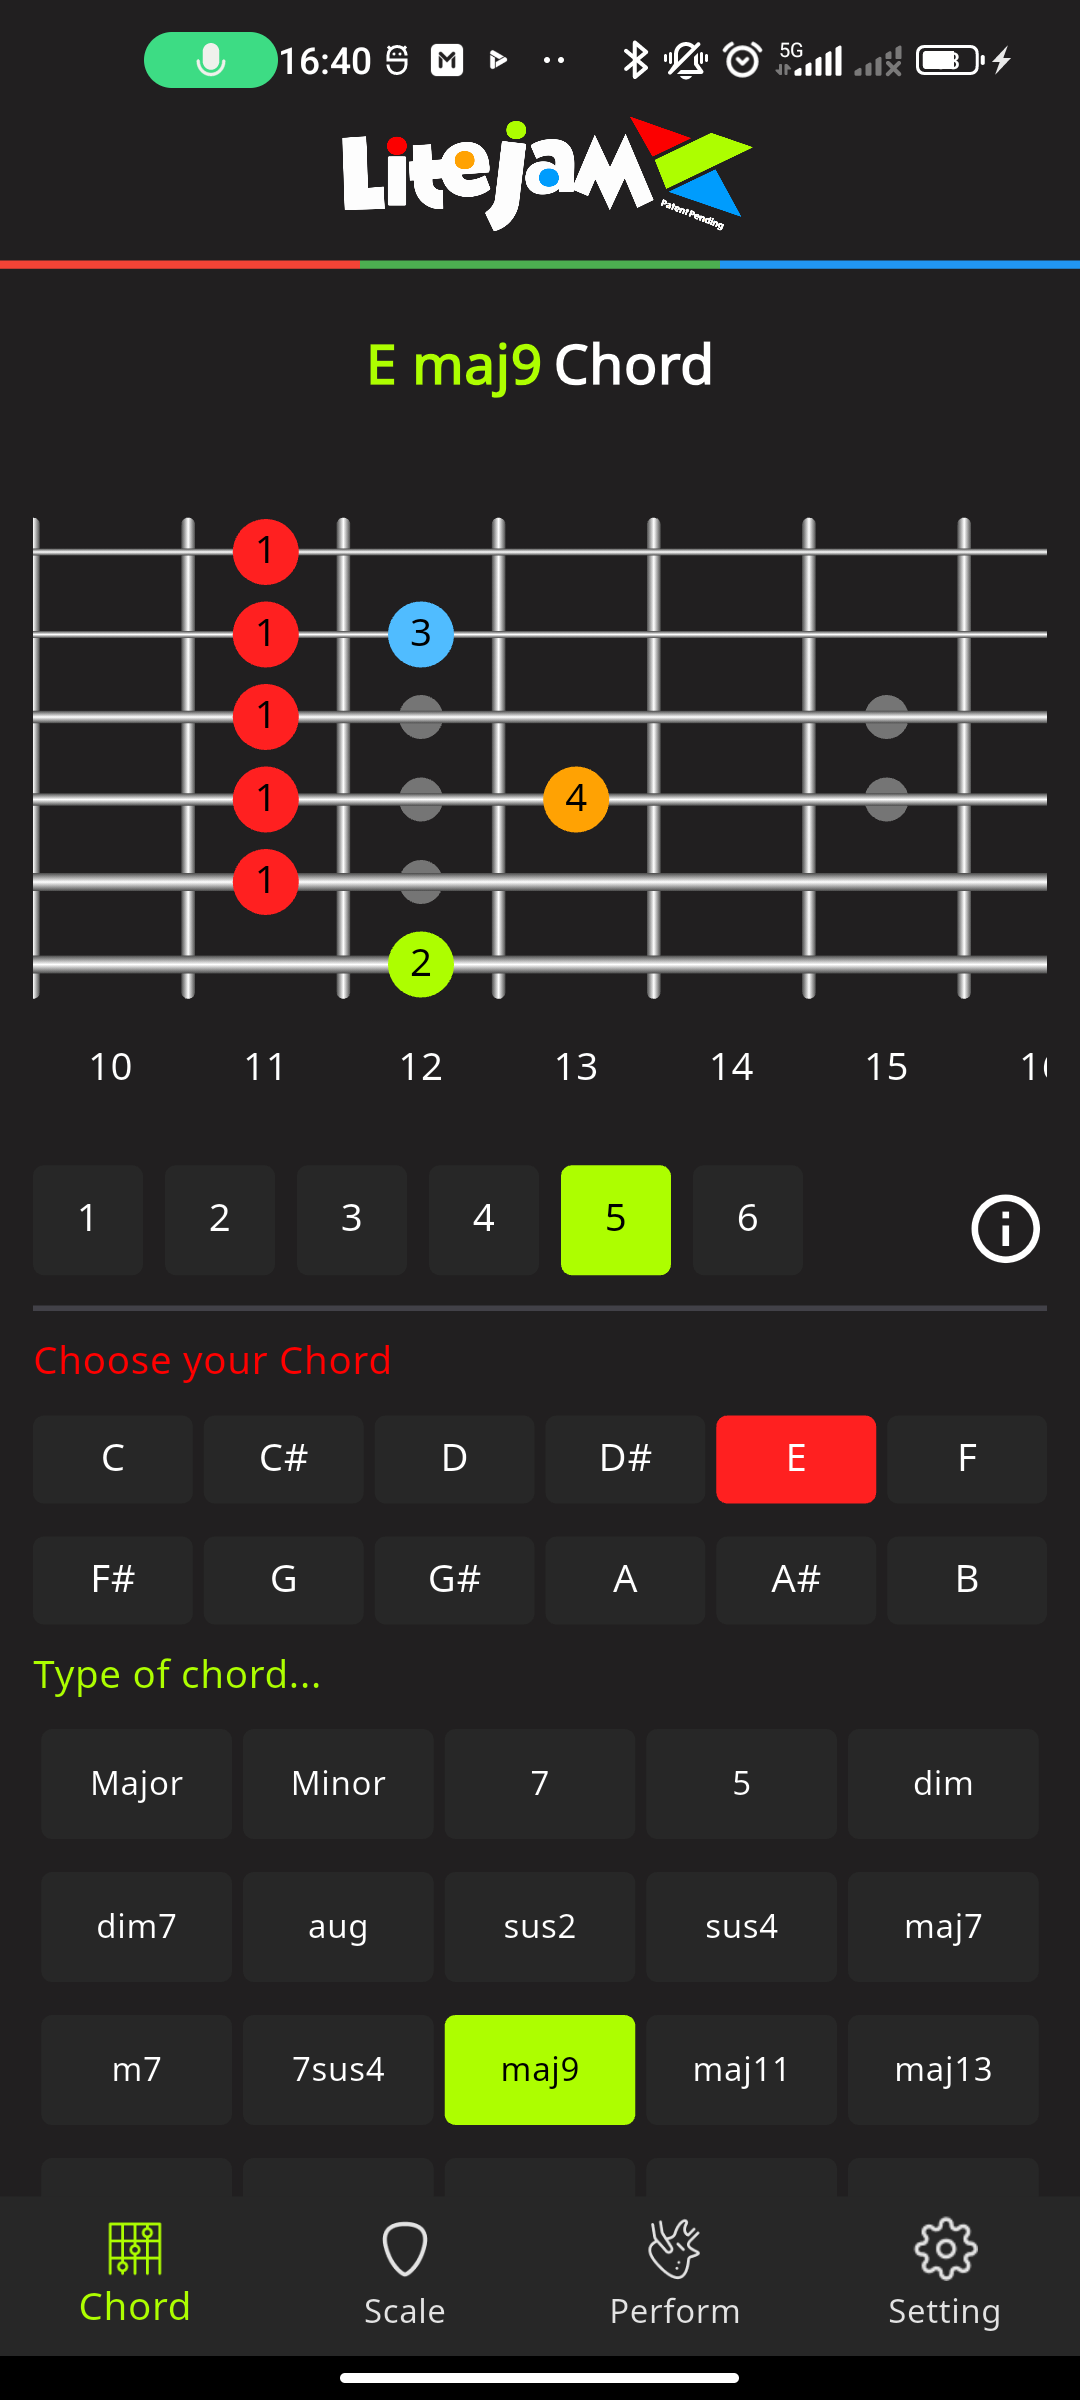 16:40
5G
Litejam
Patent Pending
E maj9 Chord
1
1 3
1
1 4
1
2
10 11 12 13 14 15
1 2 3 4 5 6
Choose your Chord
C C# D D# E F
F# G G# A A# B
Type of chord...
Major Minor 7 5 dim
dim7 aug sus2 sus4 maj7
m7 7sus4 maj9 maj11 maj13
Chord Scale Perform Setting